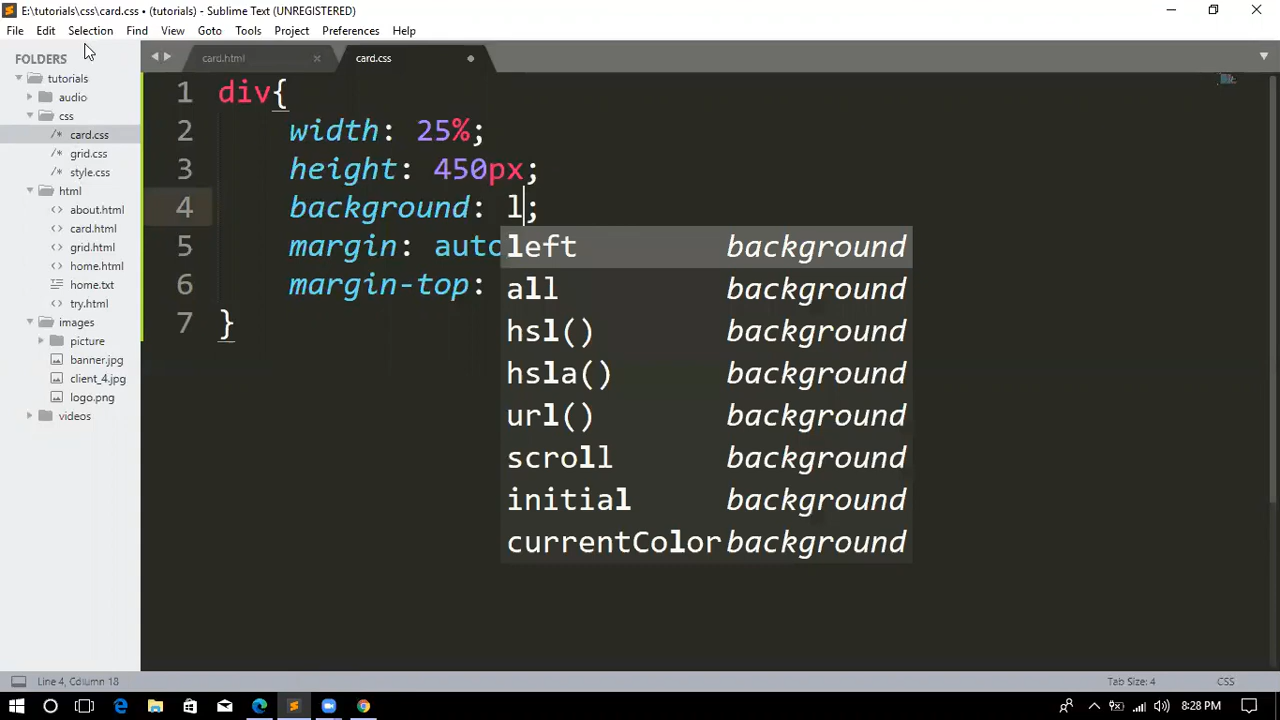 E:\tutorials\css\card.css • (tutorials) - Sublime Text (UNREGISTERED)
File Edit Selection Find View Goto Tools Project Preferences Help
FOLDERS
tutorials
audio
css
/* card.css
/* grid.css
/* style.css
html
<> about.html
<> card.html
<> grid.html
<> home.html
home.txt
<> try.html
images
picture
banner.jpg
client_4.jpg
logo.png
videos
card.html × card.css
1 div{
2 width: 25%;
3 height: 450px;
4 background: l;
5 margin: auto
6 margin-top:
7 }
left background
all background
hsl() background
hsla() background
url() background
scroll background
initial background
currentColor background
Line 4, Column 18 Tab Size: 4 CSS
8:28 PM